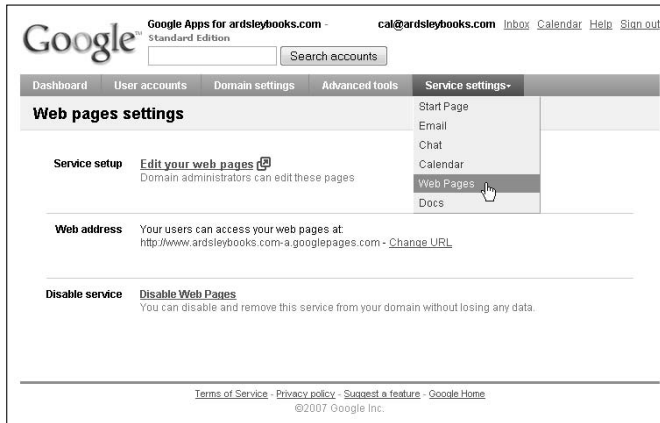 Google™
Google Apps for ardsleybooks.com -
Standard Edition
cal@ardsleybooks.com Inbox Calendar Help Sign out
Search accounts
Dashboard User accounts Domain settings Advanced tools Service settings
Web pages settings
Start Page
Email
Chat
Calendar
Web Pages
Docs
Service setup Edit your web pages
Domain administrators can edit these pages
Web address Your users can access your web pages at:
http://www.ardsleybooks.com-a.googlepages.com - Change URL
Disable service Disable Web Pages
You can disable and remove this service from your domain without losing any data.
Terms of Service - Privacy policy - Suggest a feature - Google Home
©2007 Google Inc.